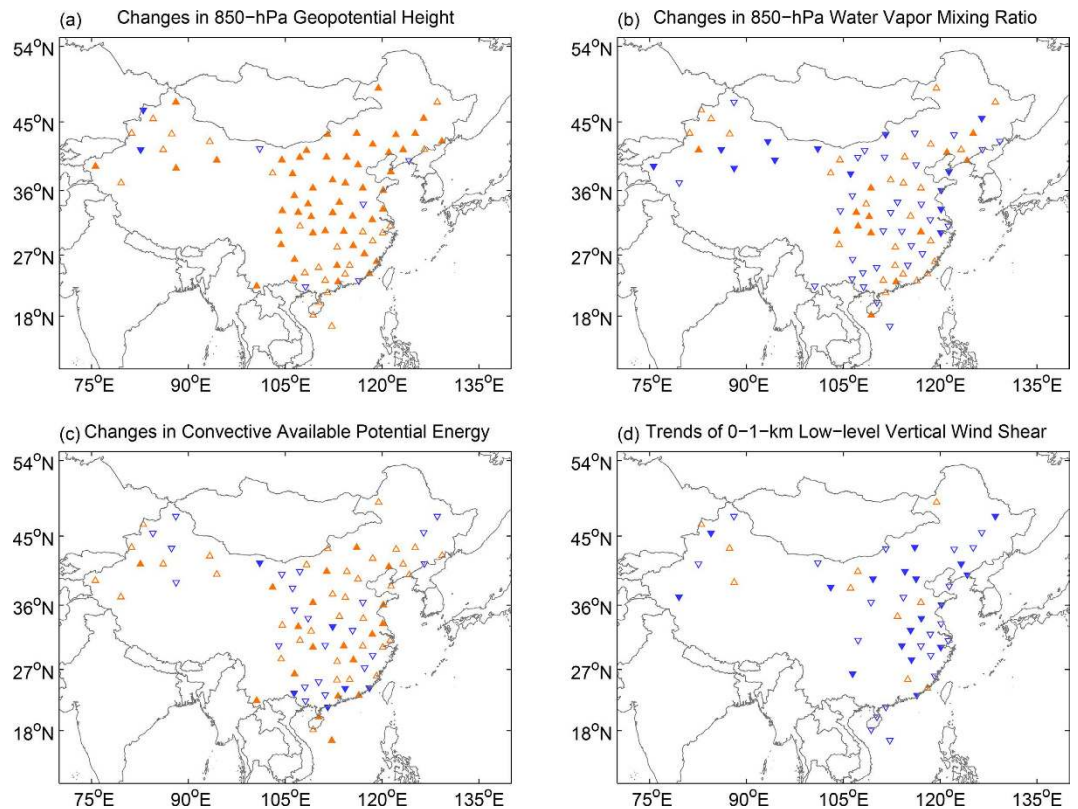 (a) Changes in 850−hPa Geopotential Height
54°N
45°N
36°N
27°N
18°N
75°E 90°E 105°E 120°E 135°E
(b) Changes in 850−hPa Water Vapor Mixing Ratio
54°N
45°N
36°N
27°N
18°N
75°E 90°E 105°E 120°E 135°E
(c) Changes in Convective Available Potential Energy
54°N
45°N
36°N
27°N
18°N
75°E 90°E 105°E 120°E 135°E
(d) Trends of 0−1−km Low−level Vertical Wind Shear
54°N
45°N
36°N
27°N
18°N
75°E 90°E 105°E 120°E 135°E